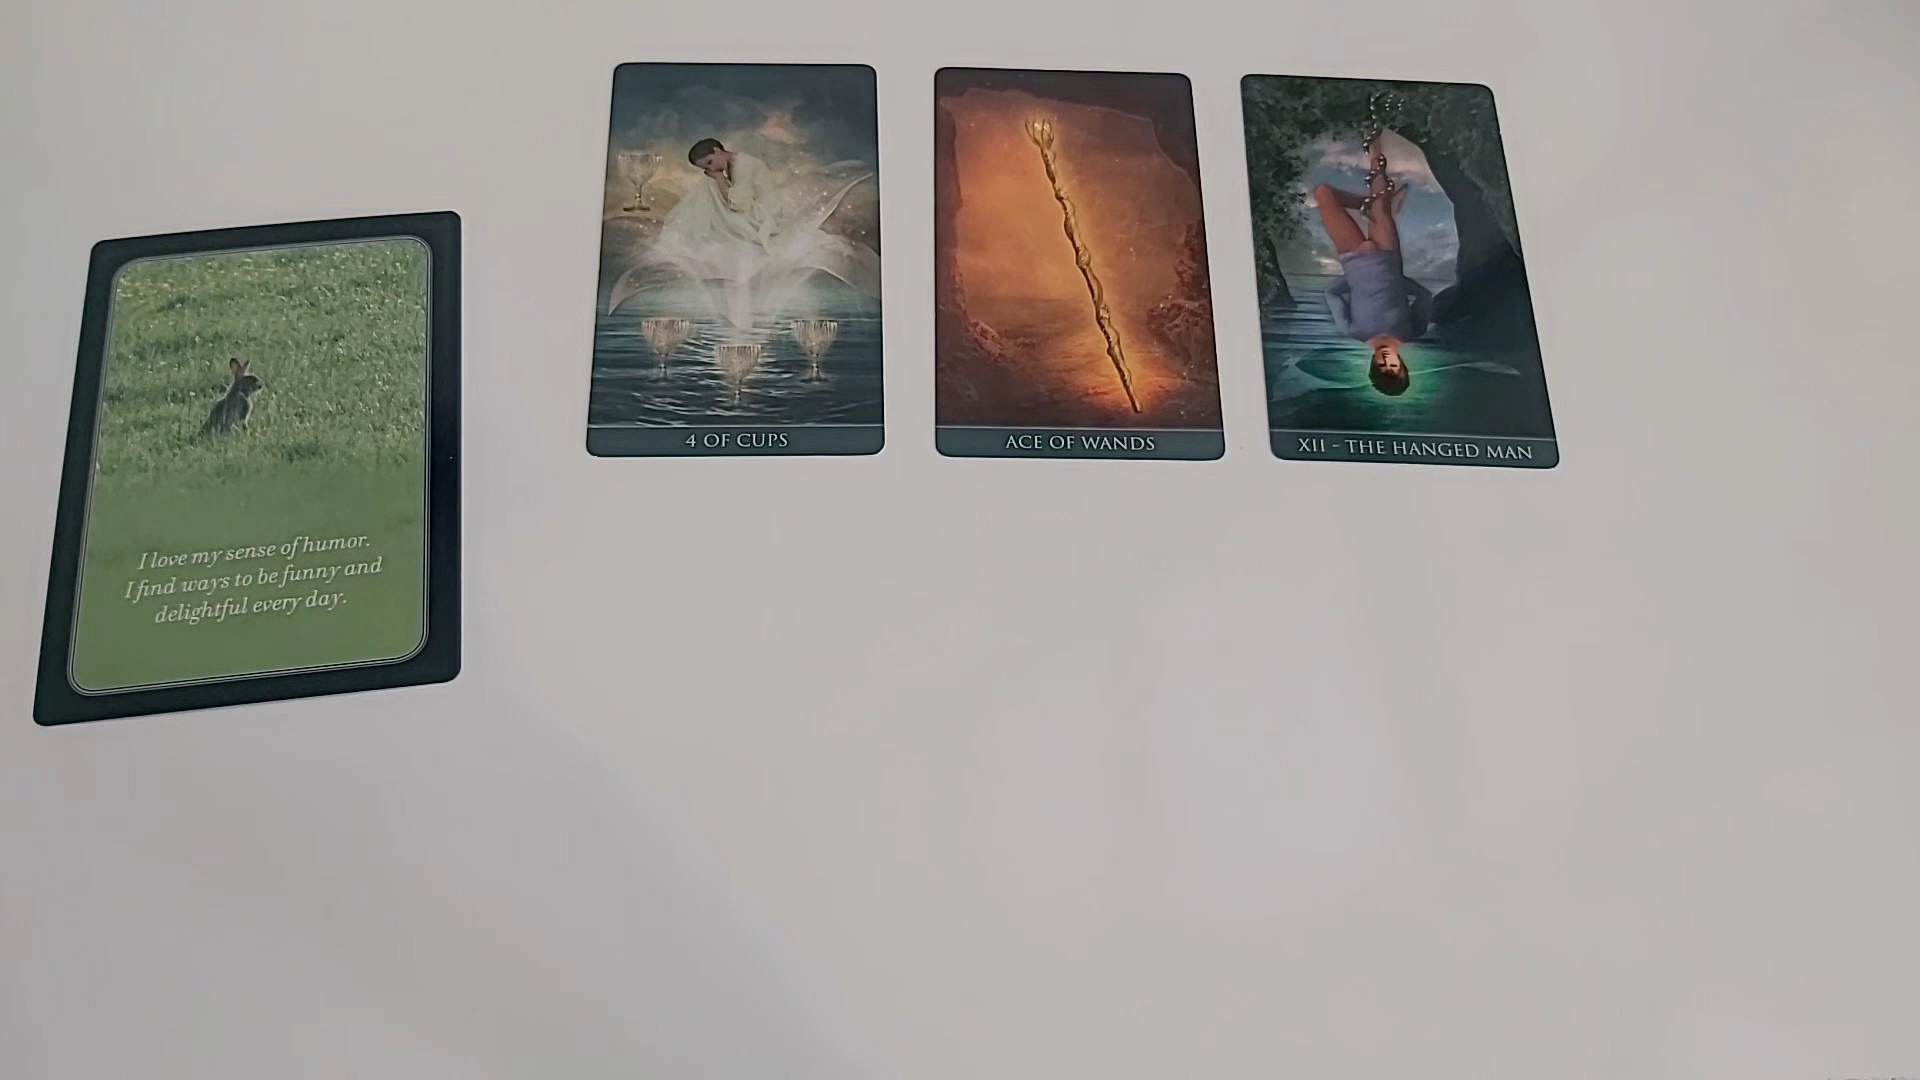 I love my sense of humor.
I find ways to be funny and
delightful every day.
4 OF CUPS
ACE OF WANDS
XII - THE HANGED MAN